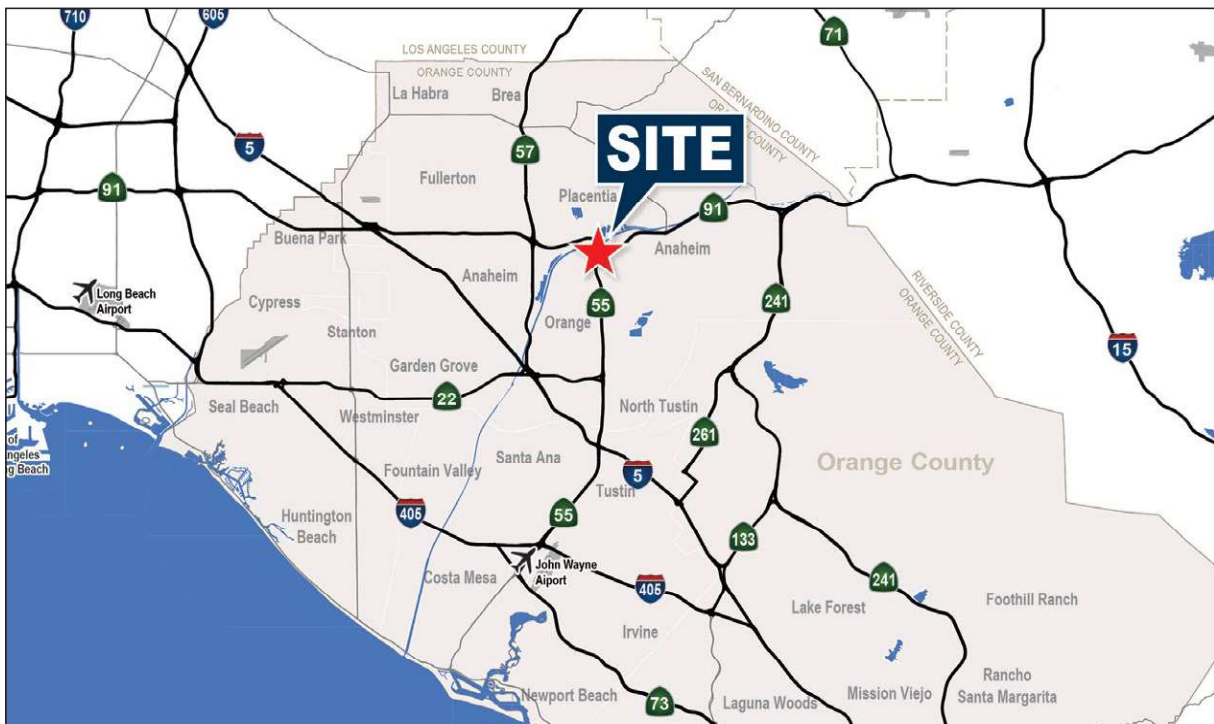 710
605
71
LOS ANGELES COUNTY
ORANGE COUNTY
SAN BERNARDINO COUNTY
ORANGE COUNTY
La Habra
Brea
5
57
SITE
91
Fullerton
Placentia
91
Buena Park
Anaheim
Anaheim
Long Beach
Airport
Cypress
55
241
RIVERSIDE COUNTY
ORANGE COUNTY
Stanton
Orange
15
Garden Grove
22
Seal Beach
Westminster
North Tustin
261
of
ngeles
g Beach
Fountain Valley
Santa Ana
5
Orange County
Tustin
405
55
Huntington
Beach
133
John Wayne
Aiport
Costa Mesa
405
241
Lake Forest
Foothill Ranch
Irvine
Rancho
Santa Margarita
Newport Beach
73
Laguna Woods
Mission Viejo